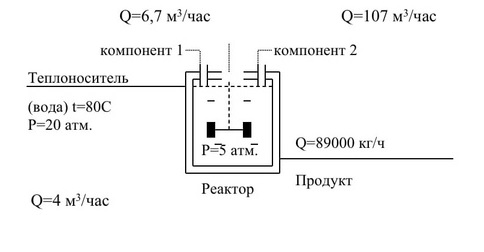 Q=6,7 м³/час Q=107 м³/час
компонент 1 компонент 2
Теплоноситель
(вода) t=80C
P=20 атм.
P=5 атм.
Q=89000 кг/ч
Реактор Продукт
Q=4 м³/час